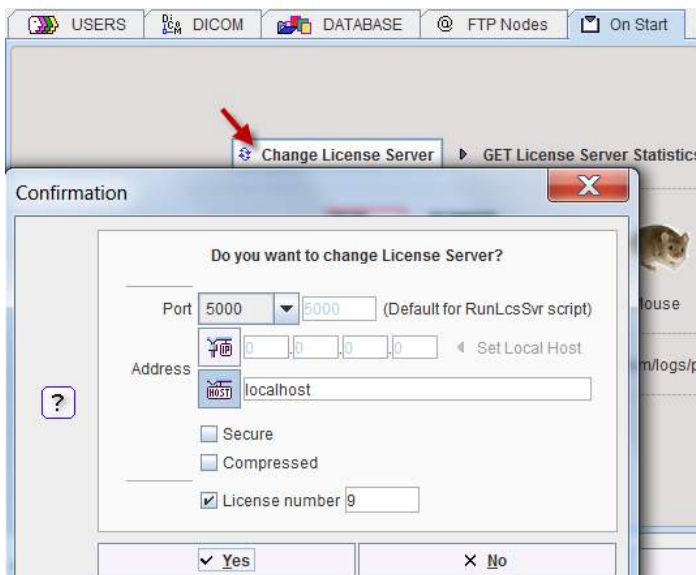 USERS DICOM DATABASE @ FTP Nodes On Start
Change License Server GET License Server Statistics
Confirmation
Do you want to change License Server?
Port 5000 5000 (Default for RunLcsSvr script)
IP 0 .0 .0 .0 Set Local Host
Address
HOST localhost
?
Secure
Compressed
License number 9
Yes No
m/logs/p